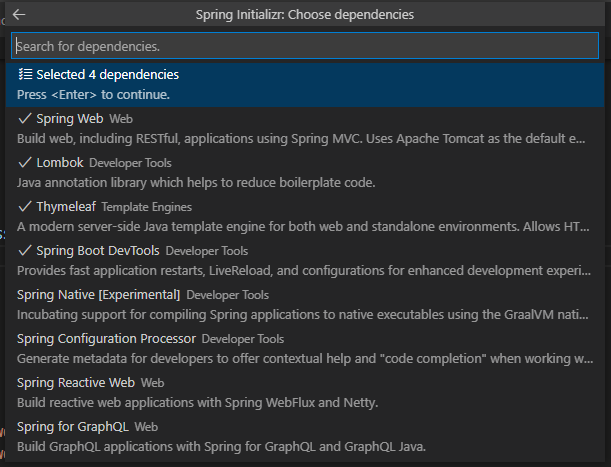 Spring Initializr: Choose dependencies
Search for dependencies.
Selected 4 dependencies
Press <Enter> to continue.
Spring Web Web
Build web, including RESTful, applications using Spring MVC. Uses Apache Tomcat as the default e...
Lombok Developer Tools
Java annotation library which helps to reduce boilerplate code.
Thymeleaf Template Engines
A modern server-side Java template engine for both web and standalone environments. Allows HT...
Spring Boot DevTools Developer Tools
Provides fast application restarts, LiveReload, and configurations for enhanced development experi...
Spring Native [Experimental] Developer Tools
Incubating support for compiling Spring applications to native executables using the GraalVM nati...
Spring Configuration Processor Developer Tools
Generate metadata for developers to offer contextual help and "code completion" when working w...
Spring Reactive Web Web
Build reactive web applications with Spring WebFlux and Netty.
Spring for GraphQL Web
Build GraphQL applications with Spring for GraphQL and GraphQL Java.